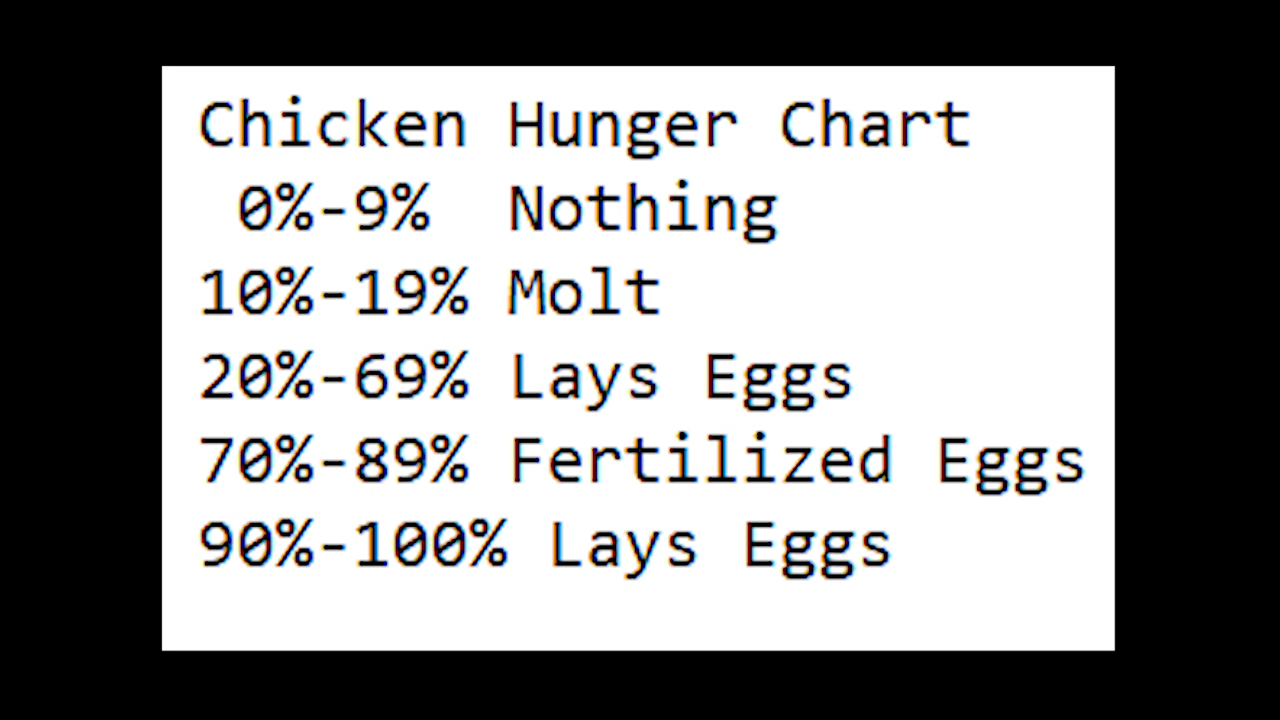 Chicken Hunger Chart
0%-9% Nothing
10%-19% Molt
20%-69% Lays Eggs
70%-89% Fertilized Eggs
90%-100% Lays Eggs